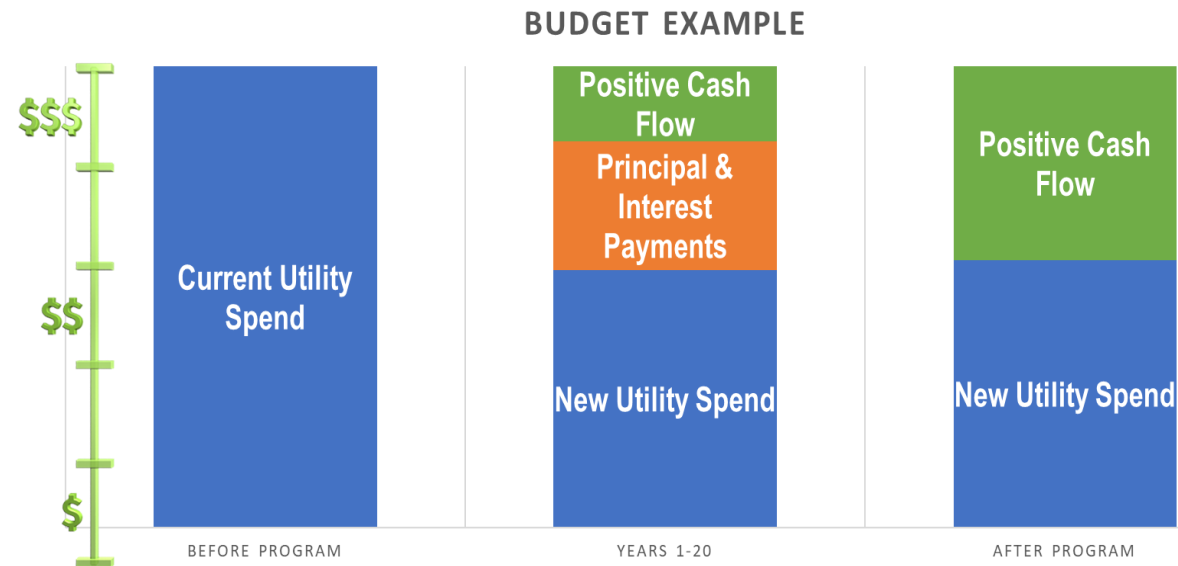 BUDGET EXAMPLE
$$$
$$
$
Current Utility
Spend
Positive Cash
Flow
Principal &
Interest
Payments
New Utility Spend
Positive Cash
Flow
New Utility Spend
BEFORE PROGRAM
YEARS 1-20
AFTER PROGRAM